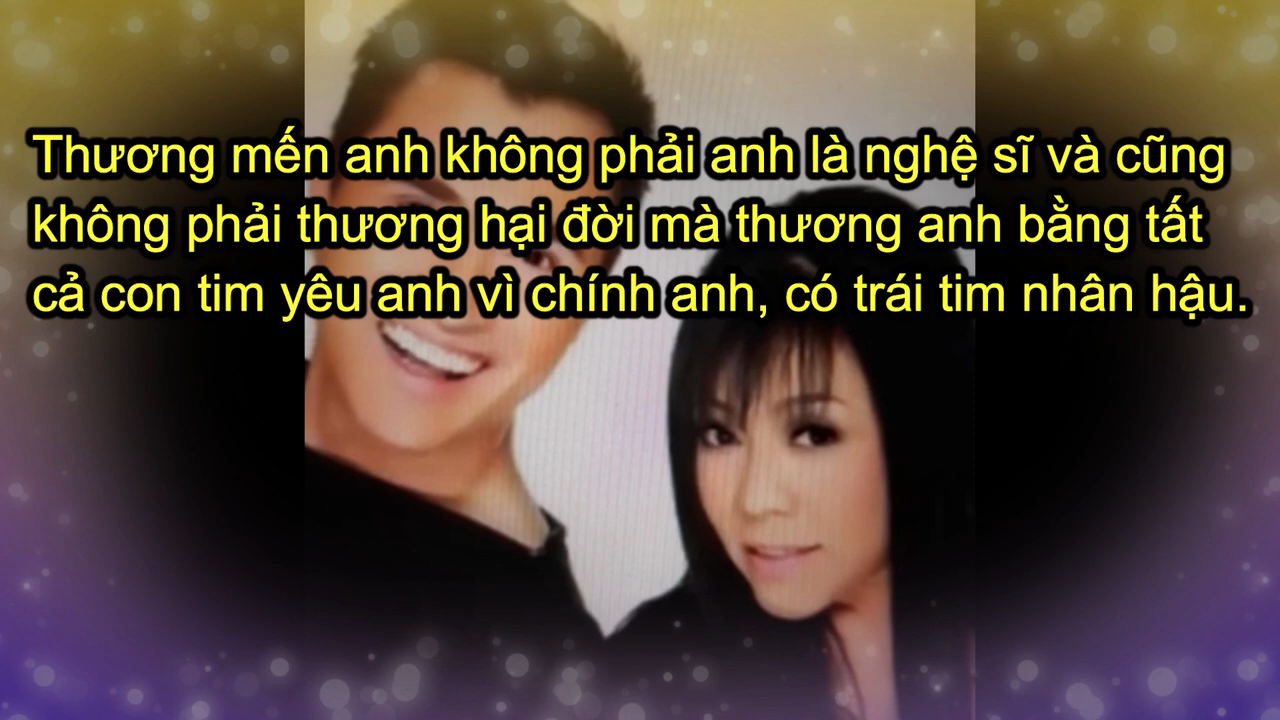 Thương mến anh không phải anh là nghệ sĩ và cũng
không phải thương hại đời mà thương anh bằng tất
cả con tim yêu anh vì chính anh, có trái tim nhân hậu.